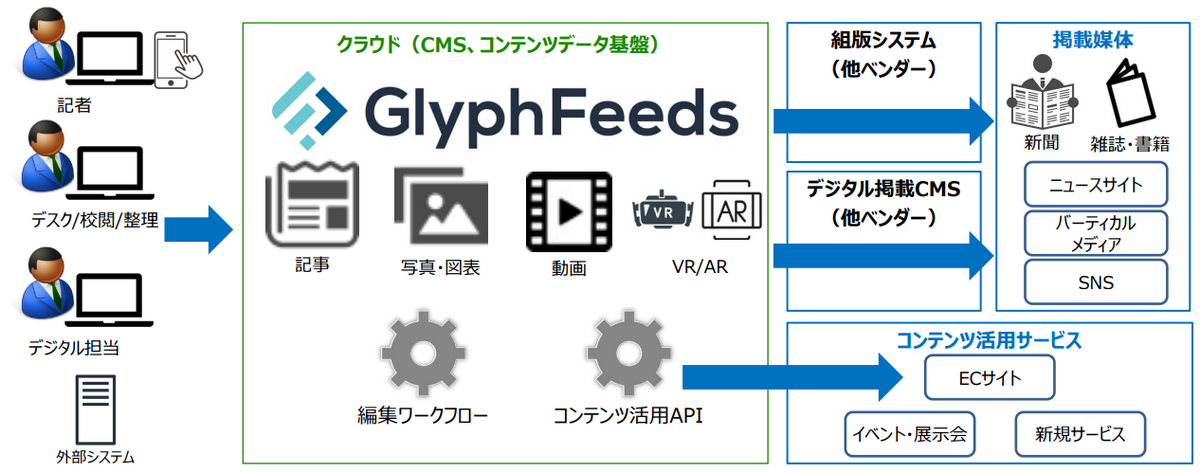 記者
デスク/校閲/整理
デジタル担当
外部システム
クラウド（CMS、コンテンツデータ基盤）
GlyphFeeds
記事
写真・図表
動画
VR
AR
VR/AR
編集ワークフロー
コンテンツ活用API
組版システム
（他ベンダー）
デジタル掲載CMS
（他ベンダー）
掲載媒体
新聞
雑誌・書籍
ニュースサイト
バーティカル
メディア
SNS
コンテンツ活用サービス
ECサイト
イベント・展示会
新規サービス